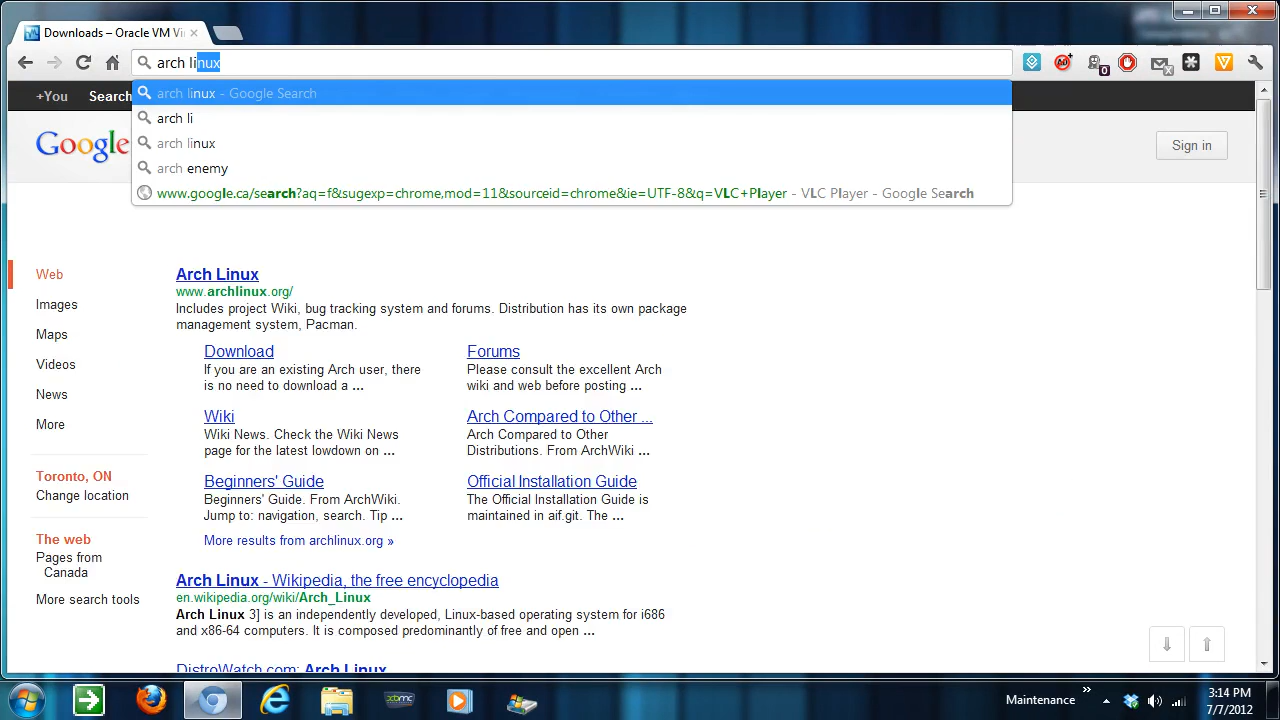 Downloads – Oracle VM Vi
arch linux
+You Search
arch linux - Google Search
arch li
arch linux
arch enemy
www.google.ca/search?aq=f&sugexp=chrome,mod=11&sourceid=chrome&ie=UTF-8&q=VLC+Player - VLC Player - Google Search
0
Google
Sign in
Web
Images
Maps
Videos
News
More
Toronto, ON
Change location
The web
Pages from
Canada
More search tools
Arch Linux
www.archlinux.org/
Includes project Wiki, bug tracking system and forums. Distribution has its own package
management system, Pacman.
Download
If you are an existing Arch user, there
is no need to download a ...
Forums
Please consult the excellent Arch
wiki and web before posting ...
Wiki
Wiki News. Check the Wiki News
page for the latest lowdown on ...
Arch Compared to Other ...
Arch Compared to Other
Distributions. From ArchWiki ...
Beginners' Guide
Beginners' Guide. From ArchWiki.
Jump to: navigation, search. Tip ...
Official Installation Guide
The Official Installation Guide is
maintained in aif.git. The ...
More results from archlinux.org »
Arch Linux - Wikipedia, the free encyclopedia
en.wikipedia.org/wiki/Arch_Linux
Arch Linux 3] is an independently developed, Linux-based operating system for i686
and x86-64 computers. It is composed predominantly of free and open ...
DistroWatch.com: Arch Linux
xbmc
Maintenance »
3:14 PM
7/7/2012